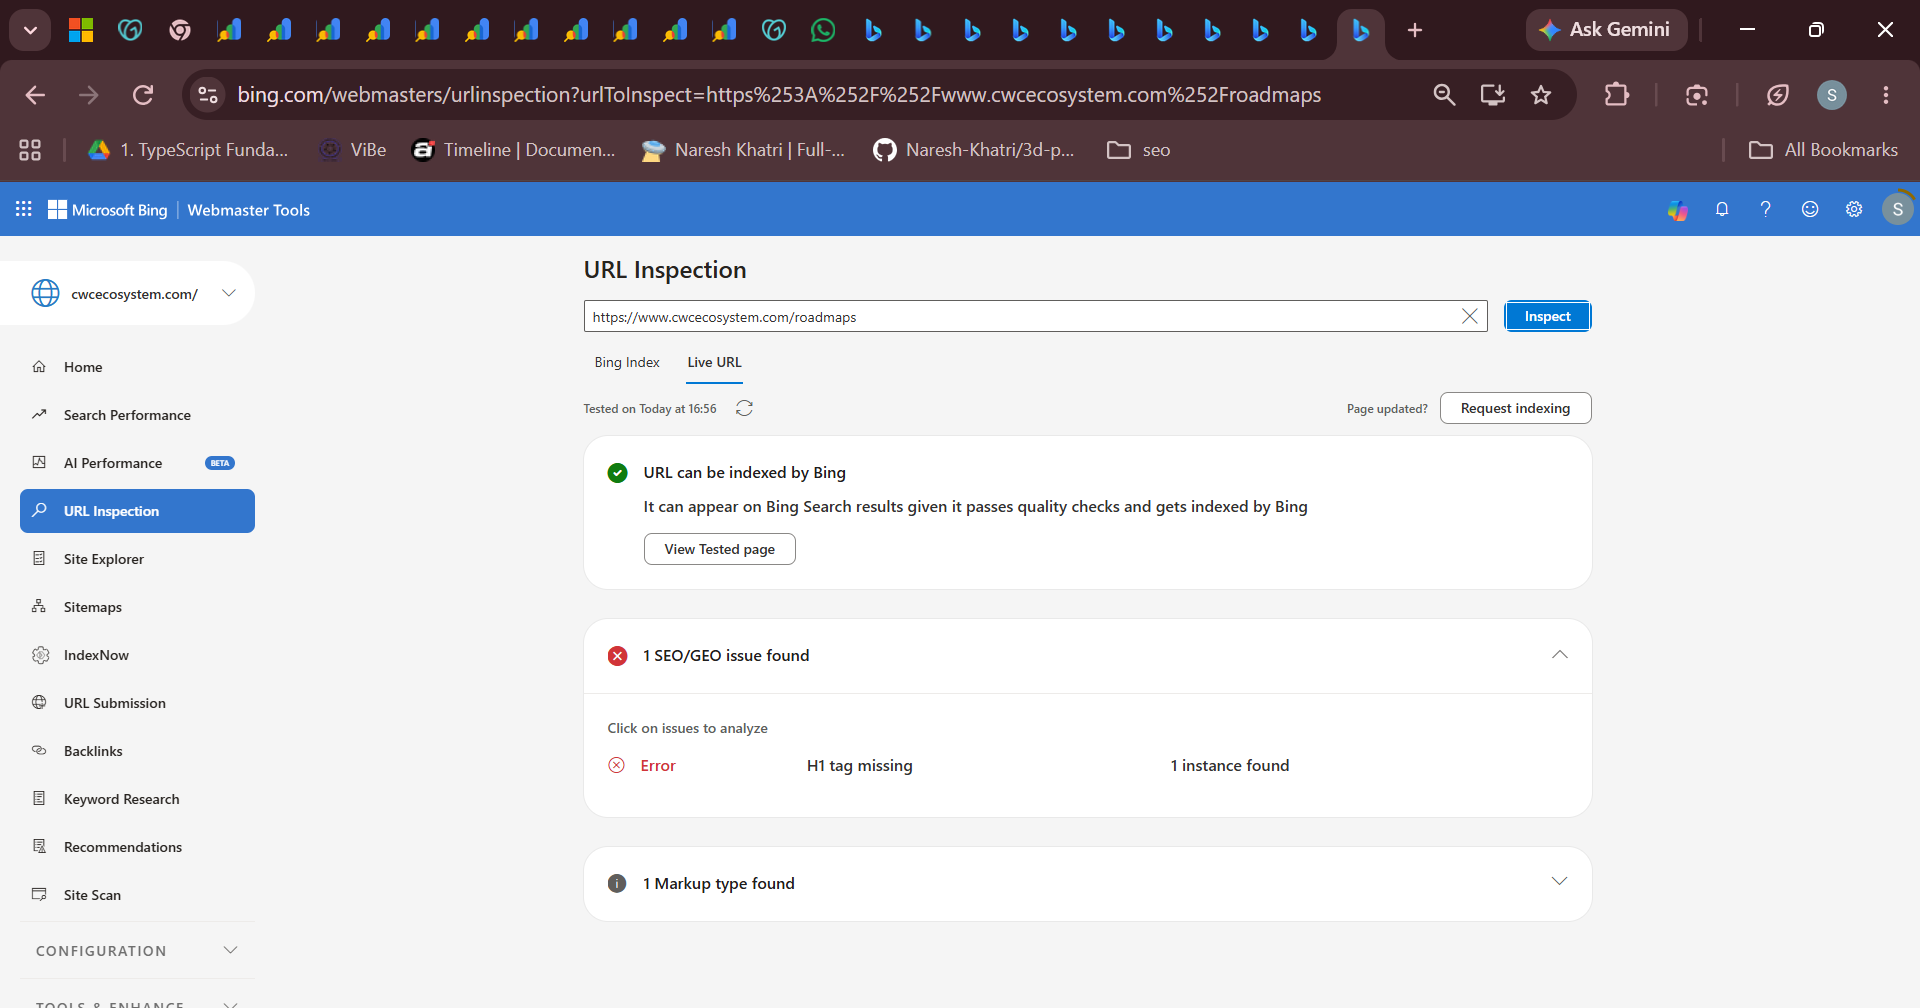 Ask Gemini
bing.com/webmasters/urlinspection?urlToInspect=https%253A%252F%252Fwww.cwcecosystem.com%252Froadmaps
S
1. TypeScript Funda...
ViBe
Timeline | Documen...
Naresh Khatri | Full-...
Naresh-Khatri/3d-p...
seo
All Bookmarks
Microsoft Bing | Webmaster Tools
S
cwcecosystem.com/
Home
Search Performance
AI Performance BETA
URL Inspection
Site Explorer
Sitemaps
IndexNow
URL Submission
Backlinks
Keyword Research
Recommendations
Site Scan
CONFIGURATION
TOOLS & ENHANCE
URL Inspection
https://www.cwcecosystem.com/roadmaps
Inspect
Bing Index Live URL
Tested on Today at 16:56
Page updated? Request indexing
URL can be indexed by Bing
It can appear on Bing Search results given it passes quality checks and gets indexed by Bing
View Tested page
1 SEO/GEO issue found
Click on issues to analyze
Error H1 tag missing 1 instance found
1 Markup type found